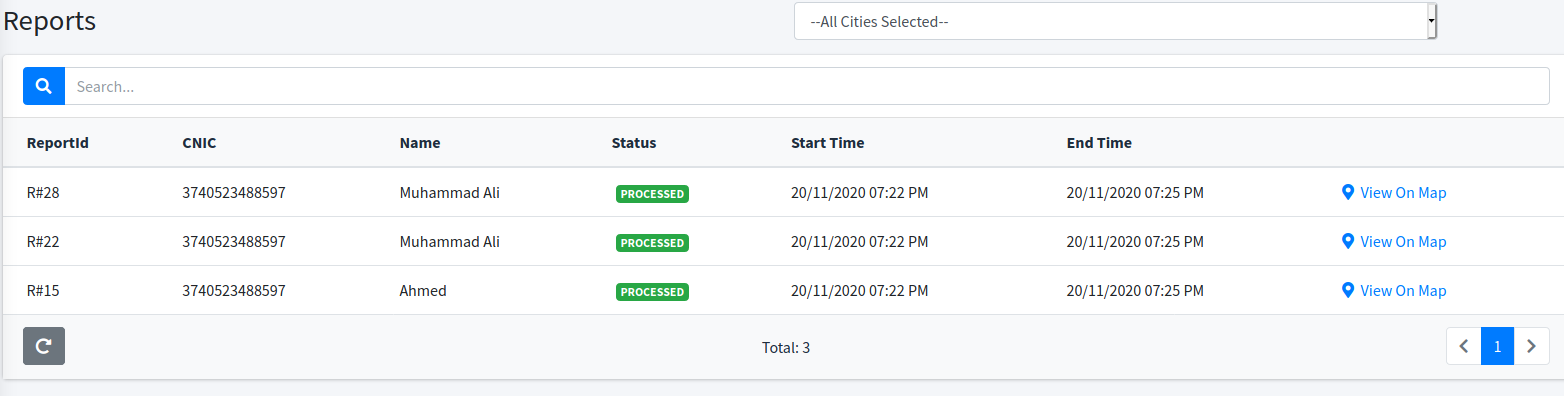 Reports
--All Cities Selected--
Search...
ReportId CNIC Name Status Start Time End Time
R#28 3740523488597 Muhammad Ali PROCESSED 20/11/2020 07:22 PM 20/11/2020 07:25 PM View On Map
R#22 3740523488597 Muhammad Ali PROCESSED 20/11/2020 07:22 PM 20/11/2020 07:25 PM View On Map
R#15 3740523488597 Ahmed PROCESSED 20/11/2020 07:22 PM 20/11/2020 07:25 PM View On Map
Total: 3 1